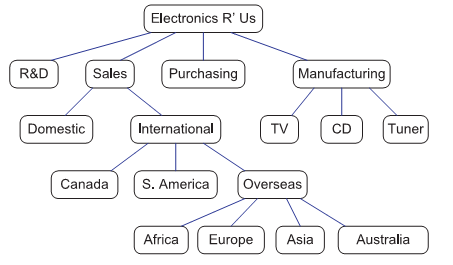 Electronics R’ Us
R&D Sales Purchasing Manufacturing
Domestic International TV CD Tuner
Canada S. America Overseas
Africa Europe Asia Australia